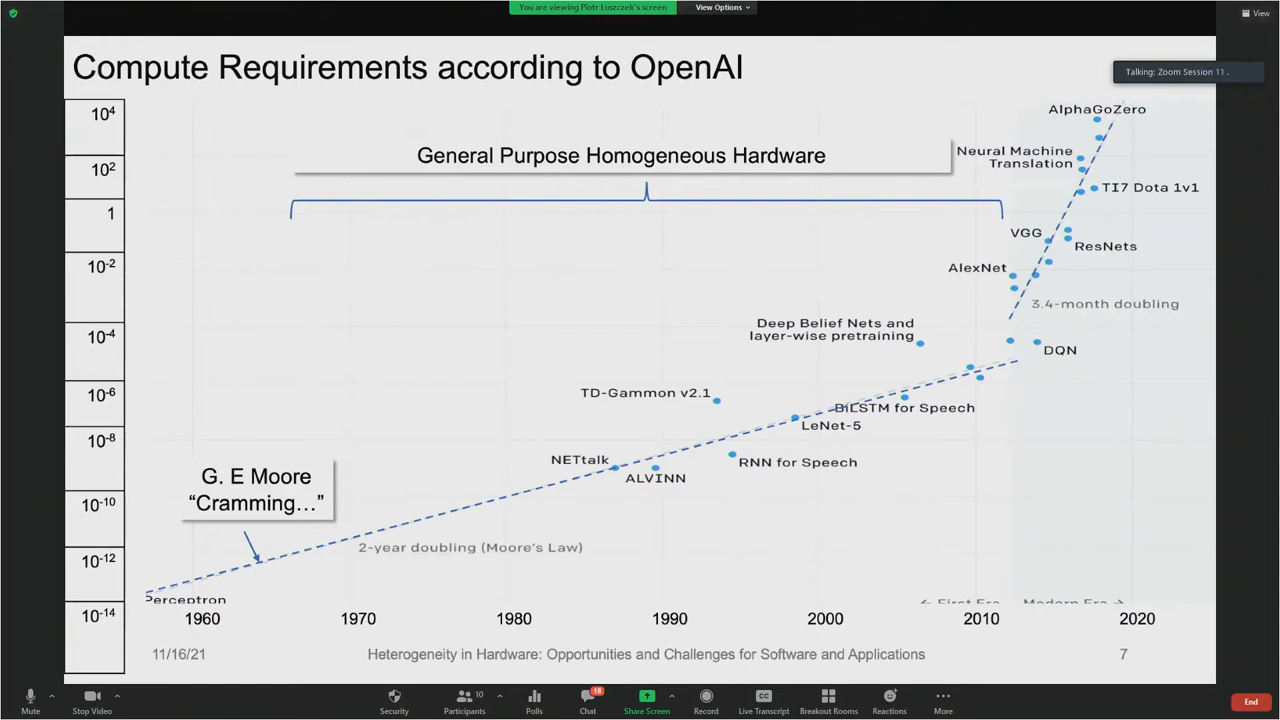 You are viewing Piotr Luszczek's screen
View Options
View
Compute Requirements according to OpenAI
Talking: Zoom Session 11 .
10⁴
10²
1
10⁻²
10⁻⁴
10⁻⁶
10⁻⁸
10⁻¹⁰
10⁻¹²
10⁻¹⁴
AlphaGoZero
General Purpose Homogeneous Hardware
Neural Machine
Translation
TI7 Dota 1v1
VGG
ResNets
AlexNet
3.4-month doubling
Deep Belief Nets and
layer-wise pretraining
DQN
TD-Gammon v2.1
BiLSTM for Speech
LeNet-5
NETtalk
RNN for Speech
ALVINN
G. E Moore
“Cramming…”
2-year doubling (Moore's Law)
Perceptron
← First Era
Modern Era →
1960
1970
1980
1990
2000
2010
2020
11/16/21
Heterogeneity in Hardware: Opportunities and Challenges for Software and Applications
7
Mute
Stop Video
Security
10
Participants
Polls
18
Chat
Share Screen
Record
CC
Live Transcript
Breakout Rooms
Reactions
More
End